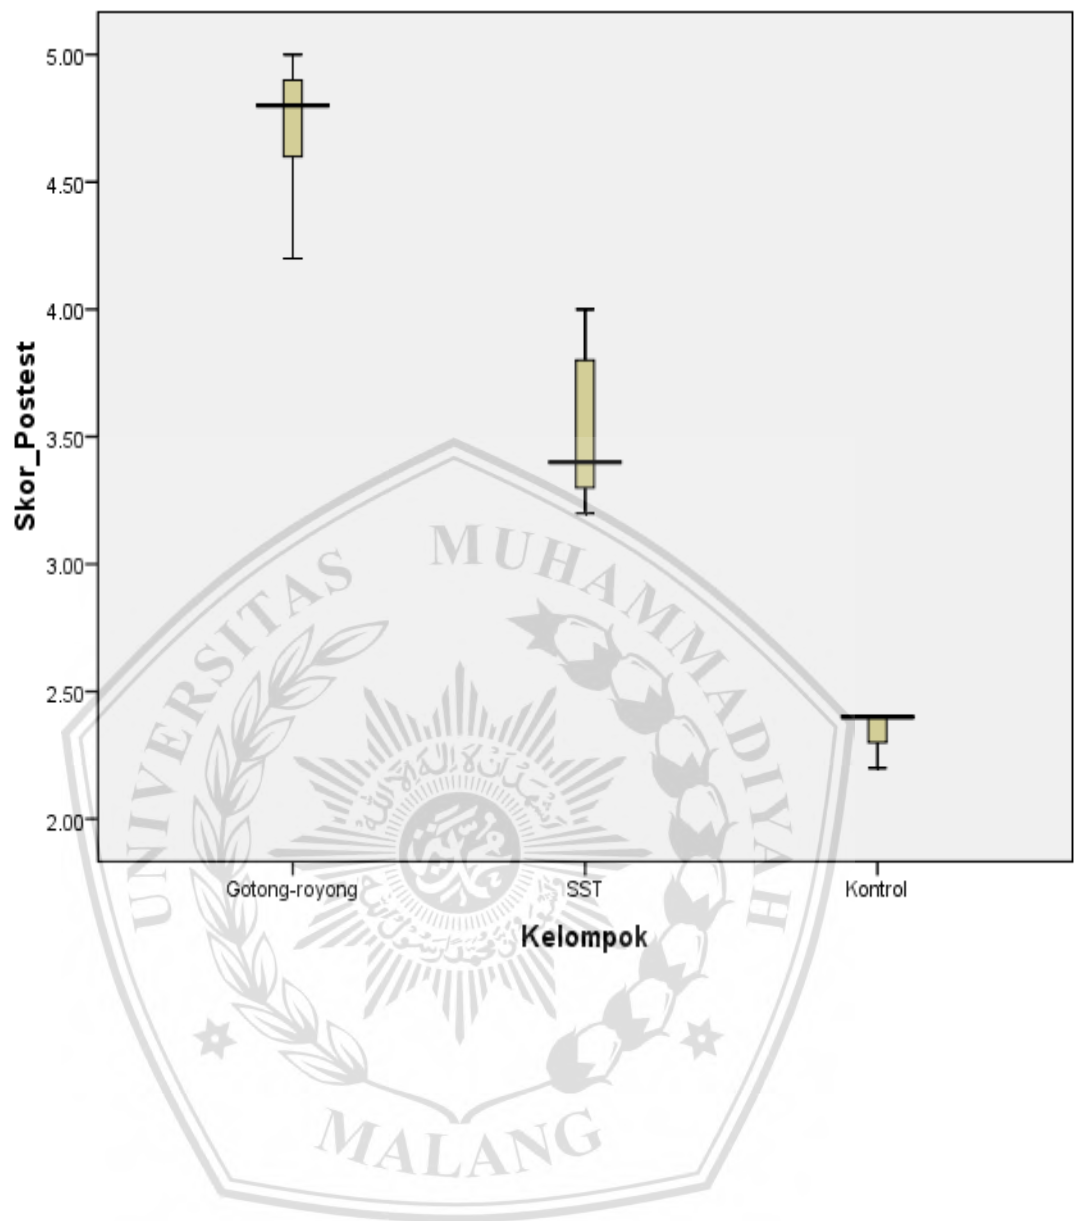 5.00
4.50
4.00
3.50
3.00
2.50
2.00
Skor_Postest
Gotong-royong
SST
Kontrol
Kelompok
UNIVERSITAS MUHAMMADIYAH
MALANG